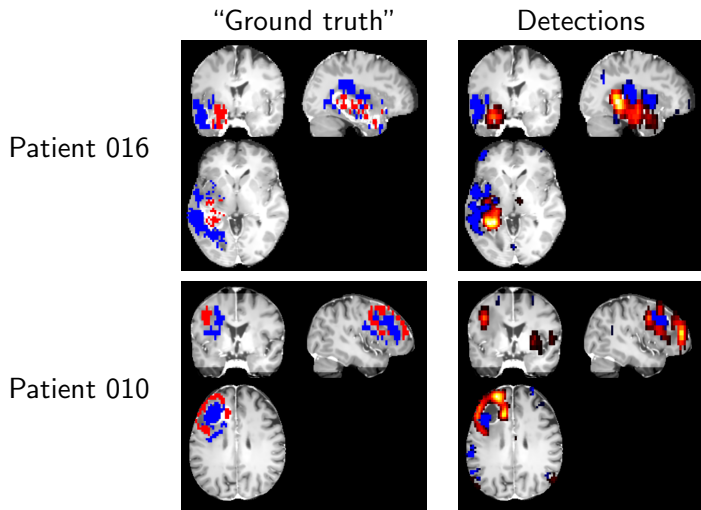 “Ground truth”
Detections
Patient 016
Patient 010